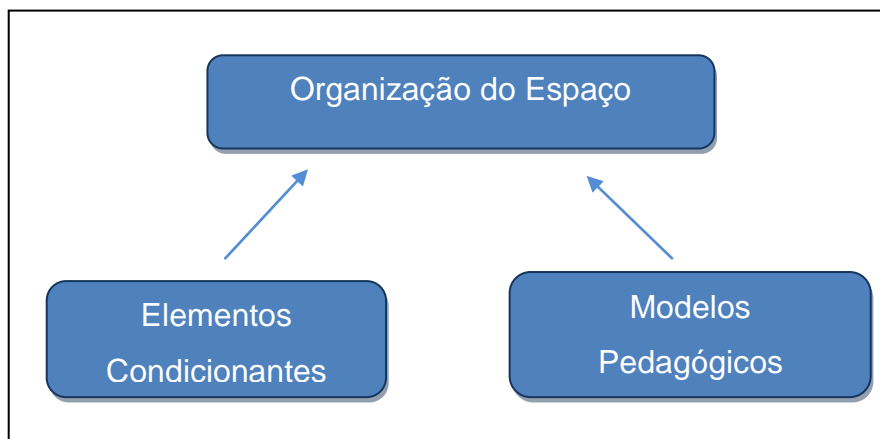 Organização do Espaço
Elementos
Condicionantes
Modelos
Pedagógicos